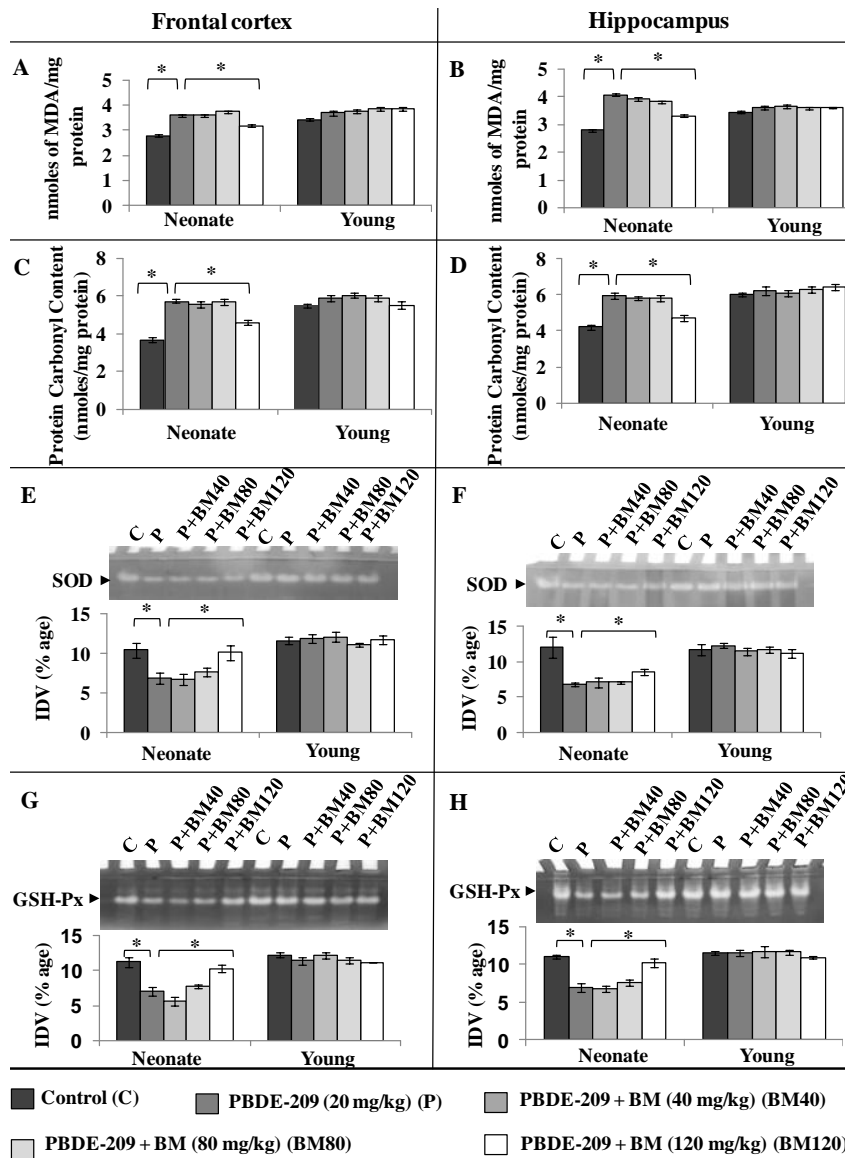 Frontal cortex
Hippocampus
A
nmoles of MDA/mg
protein
5
4
3
2
1
0
*
*
Neonate
Young
B
nmoles of MDA/mg
protein
5
4
3
2
1
0
*
*
Neonate
Young
C
Protein Carbonyl Content
(nmoles/mg protein)
8
6
4
2
0
*
*
Neonate
Young
D
Protein Carbonyl Content
(nmoles/mg protein)
8
6
4
2
0
*
*
Neonate
Young
E
C
P
P+BM40
P+BM80
P+BM120
C
P
P+BM40
P+BM80
P+BM120
SOD
IDV (% age)
15
10
5
0
*
*
Neonate
Young
F
C
P
P+BM40
P+BM80
P+BM120
C
P
P+BM40
P+BM80
P+BM120
SOD
IDV (% age)
15
10
5
0
*
*
Neonate
Young
G
C
P
P+BM40
P+BM80
P+BM120
C
P
P+BM40
P+BM80
P+BM120
GSH-Px
IDV (% age)
15
10
5
0
*
*
Neonate
Young
H
C
P
P+BM40
P+BM80
P+BM120
C
P
P+BM40
P+BM80
P+BM120
GSH-Px
IDV (% age)
15
10
5
0
*
*
Neonate
Young
Control (C)
PBDE-209 (20 mg/kg) (P)
PBDE-209 + BM (40 mg/kg) (BM40)
PBDE-209 + BM (80 mg/kg) (BM80)
PBDE-209 + BM (120 mg/kg) (BM120)